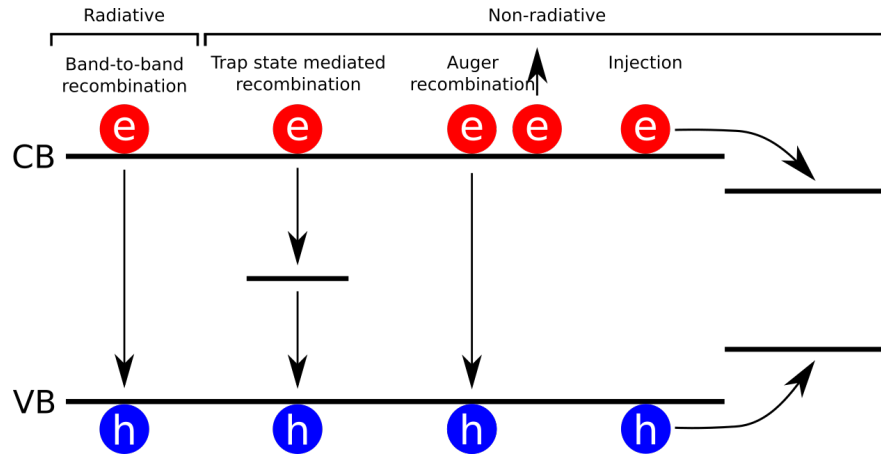 Radiative
Non-radiative
Band-to-band
recombination
Trap state mediated
recombination
Auger
recombination
Injection
e
e
e
e
e
CB
VB
h
h
h
h